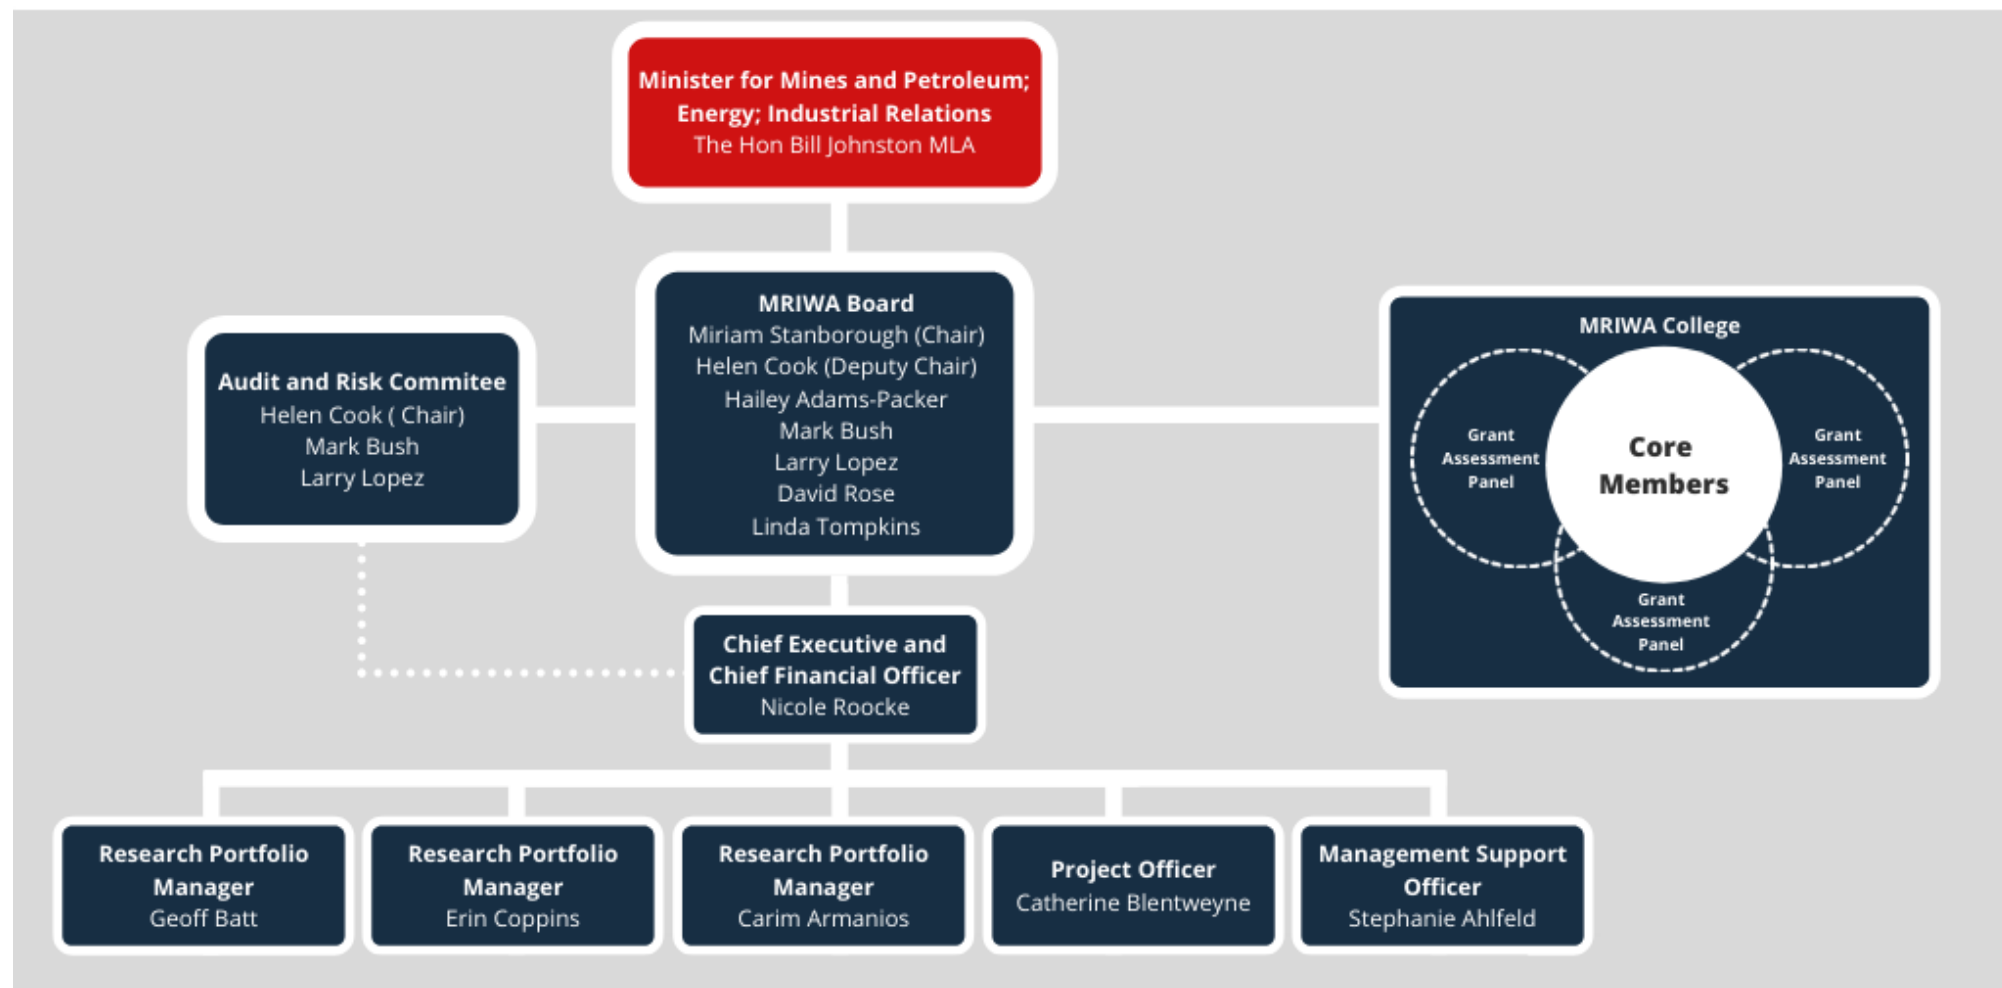 Minister for Mines and Petroleum;
Energy; Industrial Relations
The Hon Bill Johnston MLA
MRIWA Board
Miriam Stanborough (Chair)
Helen Cook (Deputy Chair)
Hailey Adams-Packer
Mark Bush
Larry Lopez
David Rose
Linda Tompkins
Audit and Risk Commitee
Helen Cook ( Chair)
Mark Bush
Larry Lopez
MRIWA College
Grant
Assessment
Panel
Core
Members
Grant
Assessment
Panel
Grant
Assessment
Panel
Chief Executive and
Chief Financial Officer
Nicole Roocke
Research Portfolio
Manager
Geoff Batt
Research Portfolio
Manager
Erin Coppins
Research Portfolio
Manager
Carim Armanios
Project Officer
Catherine Blentweyne
Management Support
Officer
Stephanie Ahlfeld